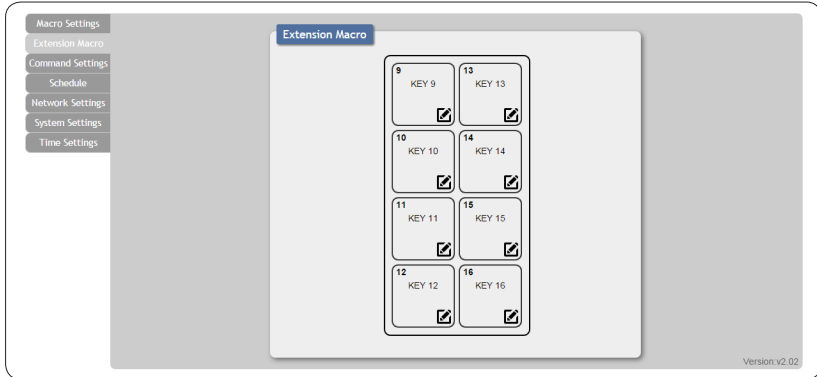 Macro Settings
Extension Macro
Command Settings
Schedule
Network Settings
System Settings
Time Settings
Extension Macro
9
KEY 9
13
KEY 13
10
KEY 10
14
KEY 14
11
KEY 11
15
KEY 15
12
KEY 12
16
KEY 16
Version:v2.02